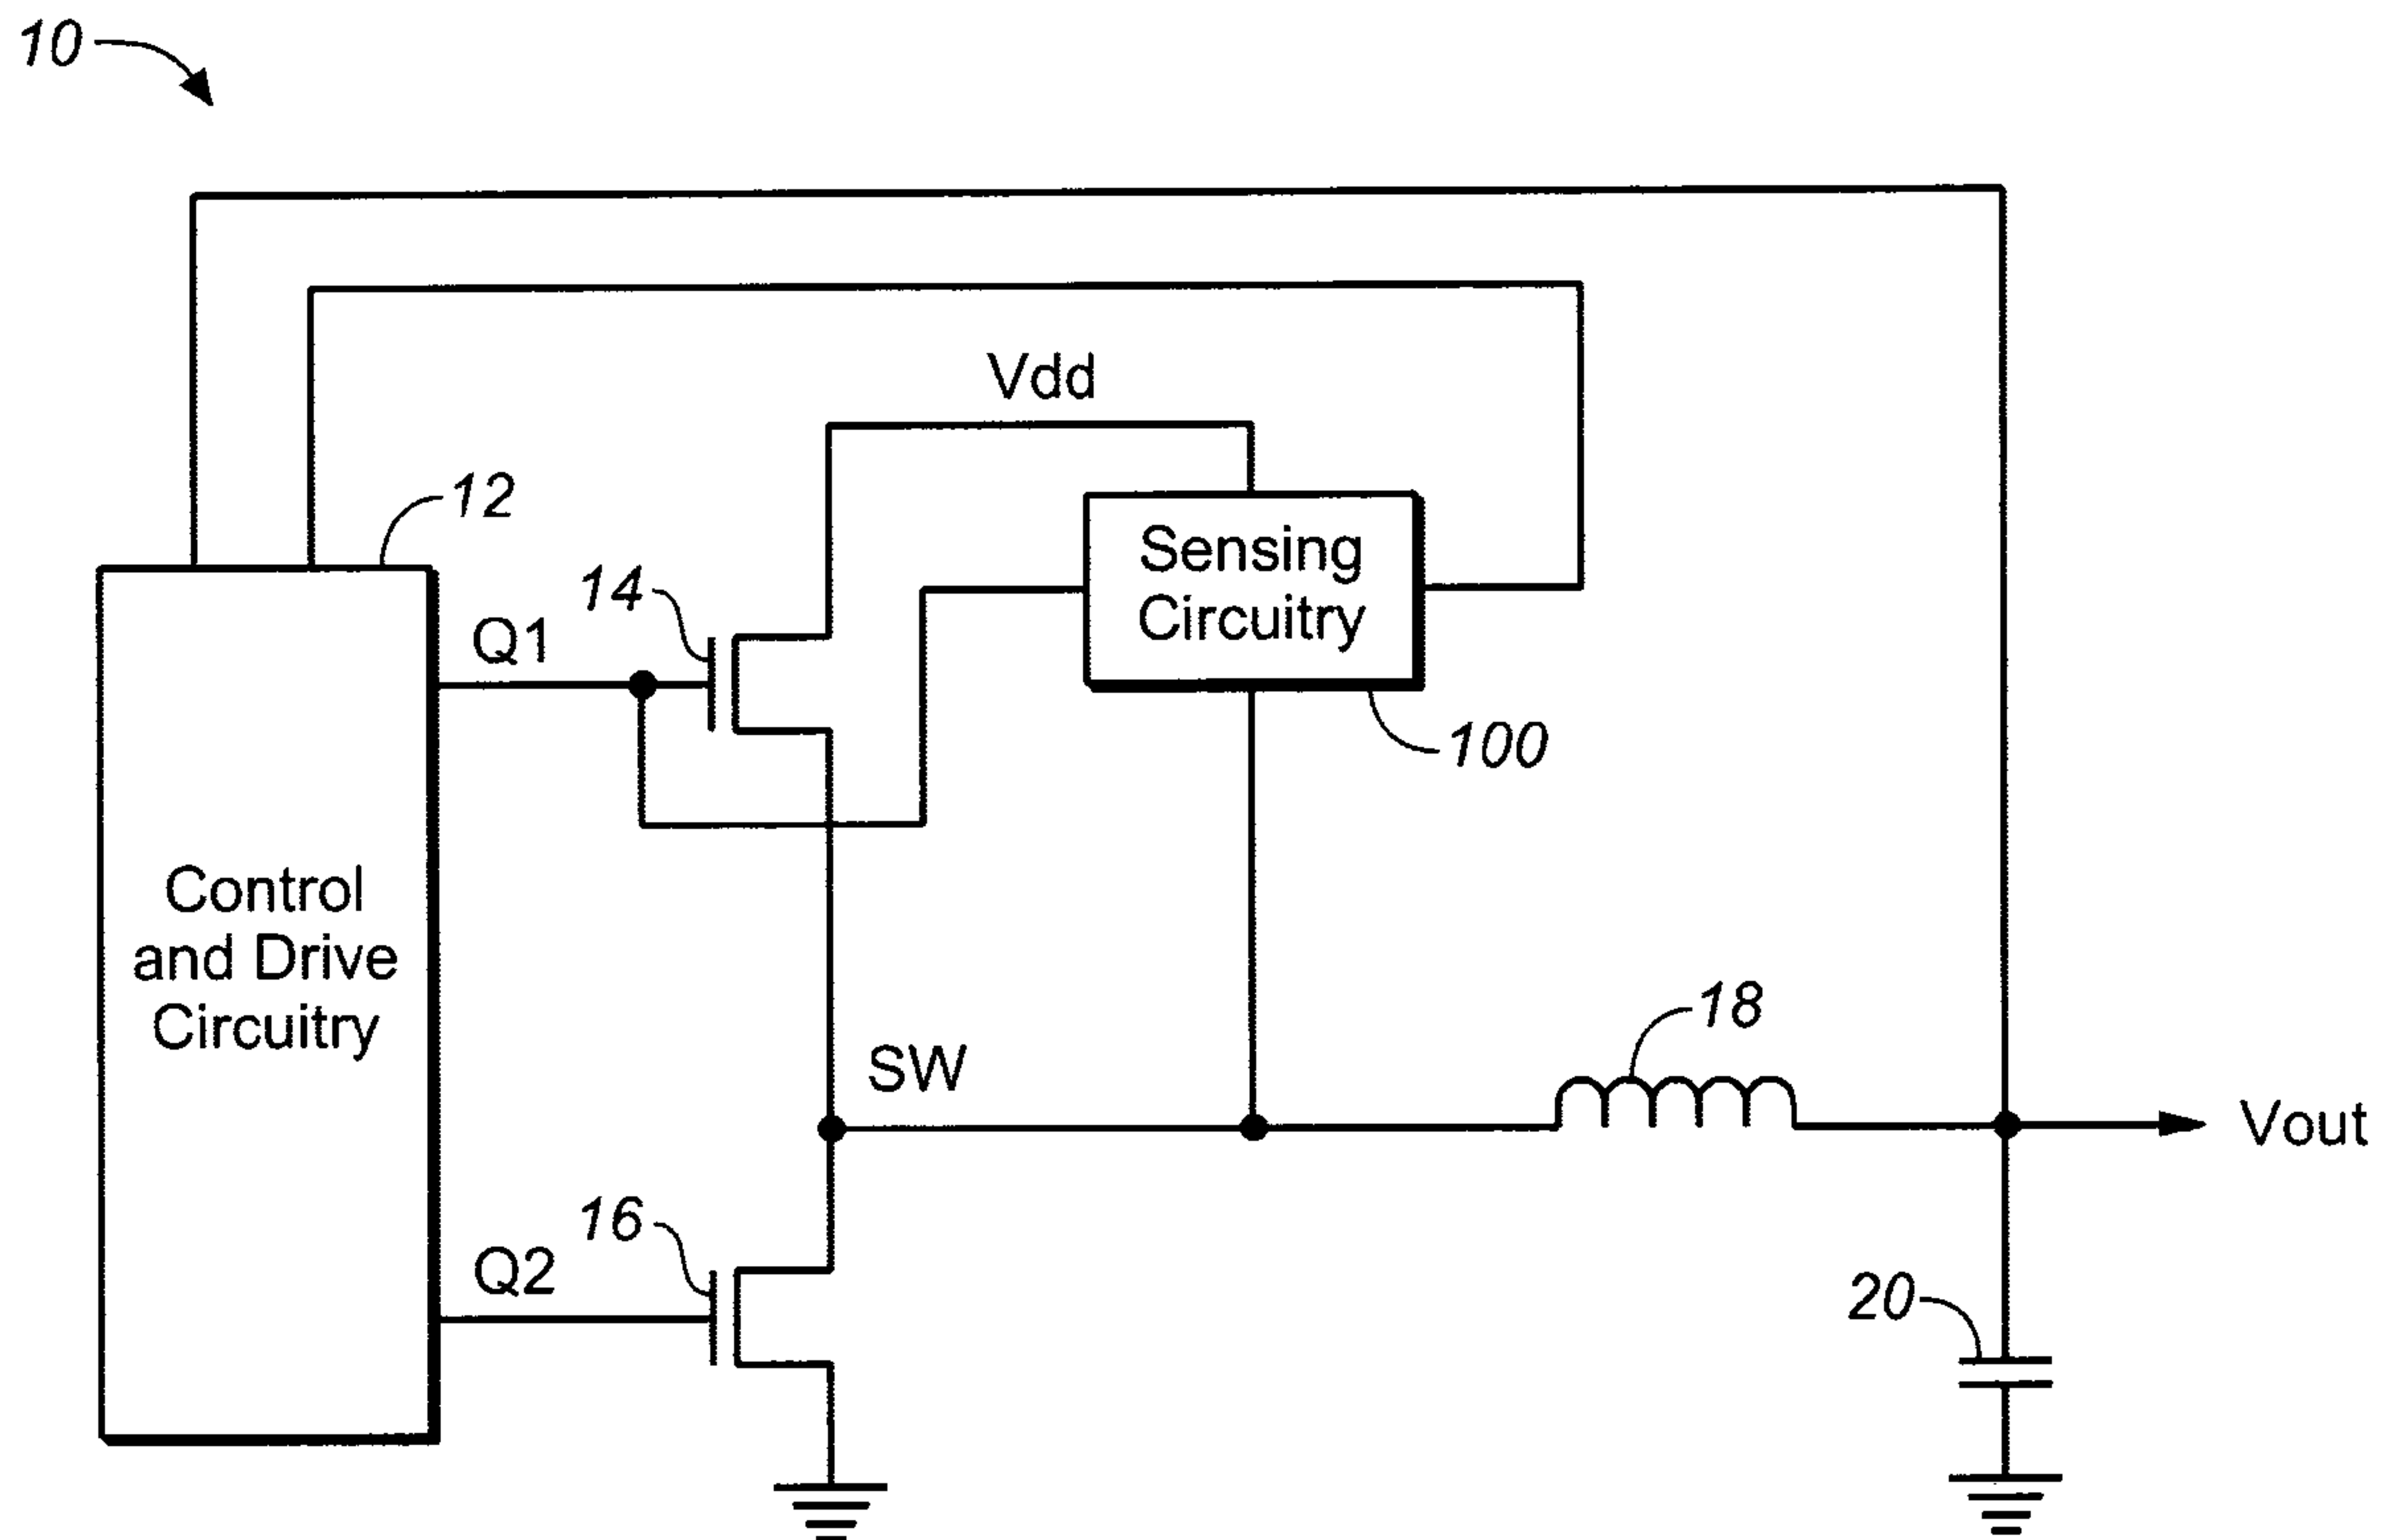 10
Vdd
12
Sensing
Circuitry
14
Q1
100
Control
and Drive
Circuitry
18
SW
Vout
16
Q2
20